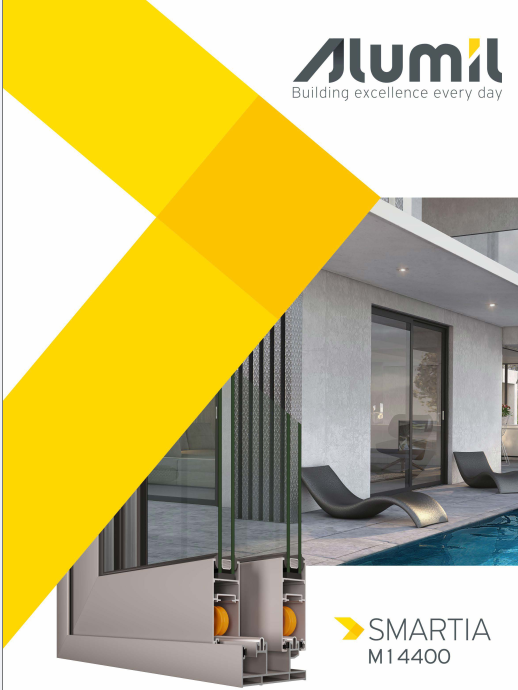 Alumil
Building excellence every day
SMARTIA
M14400